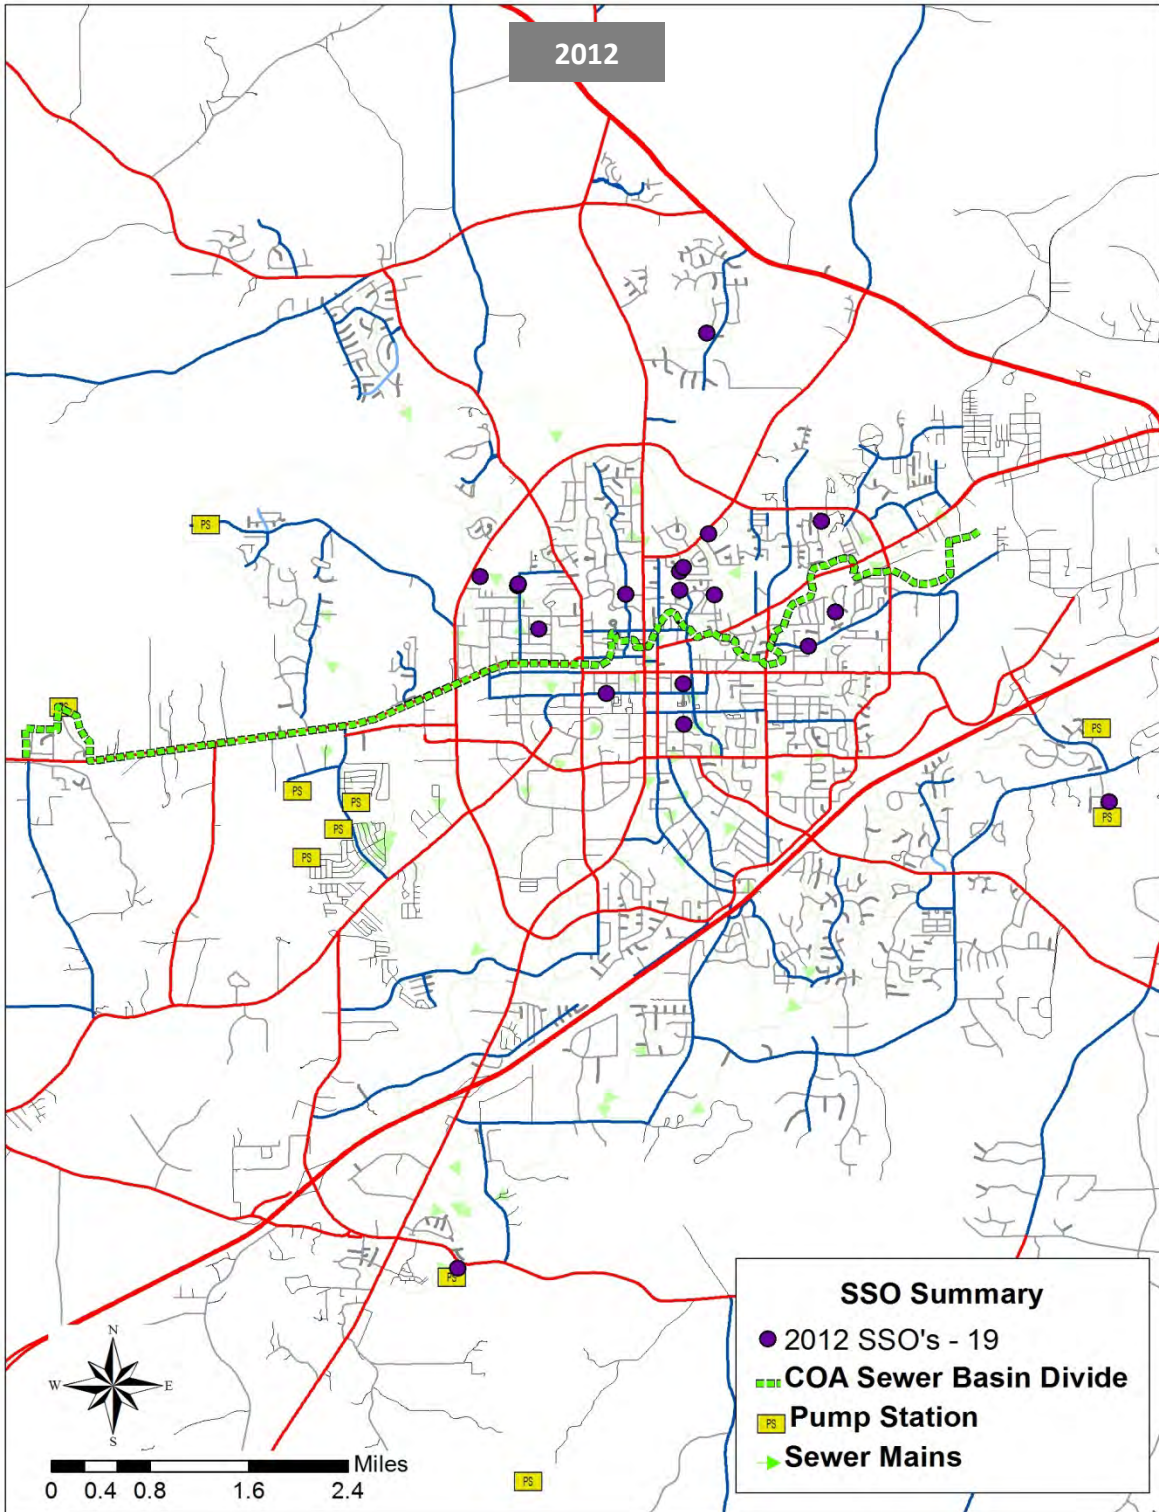 2012
PS
PS
PS
PS
PS
PS
PS
PS
PS
PS
SSO Summary
2012 SSO's - 19
COA Sewer Basin Divide
PS Pump Station
Sewer Mains
N
W E
S
Miles
0 0.4 0.8 1.6 2.4
PS